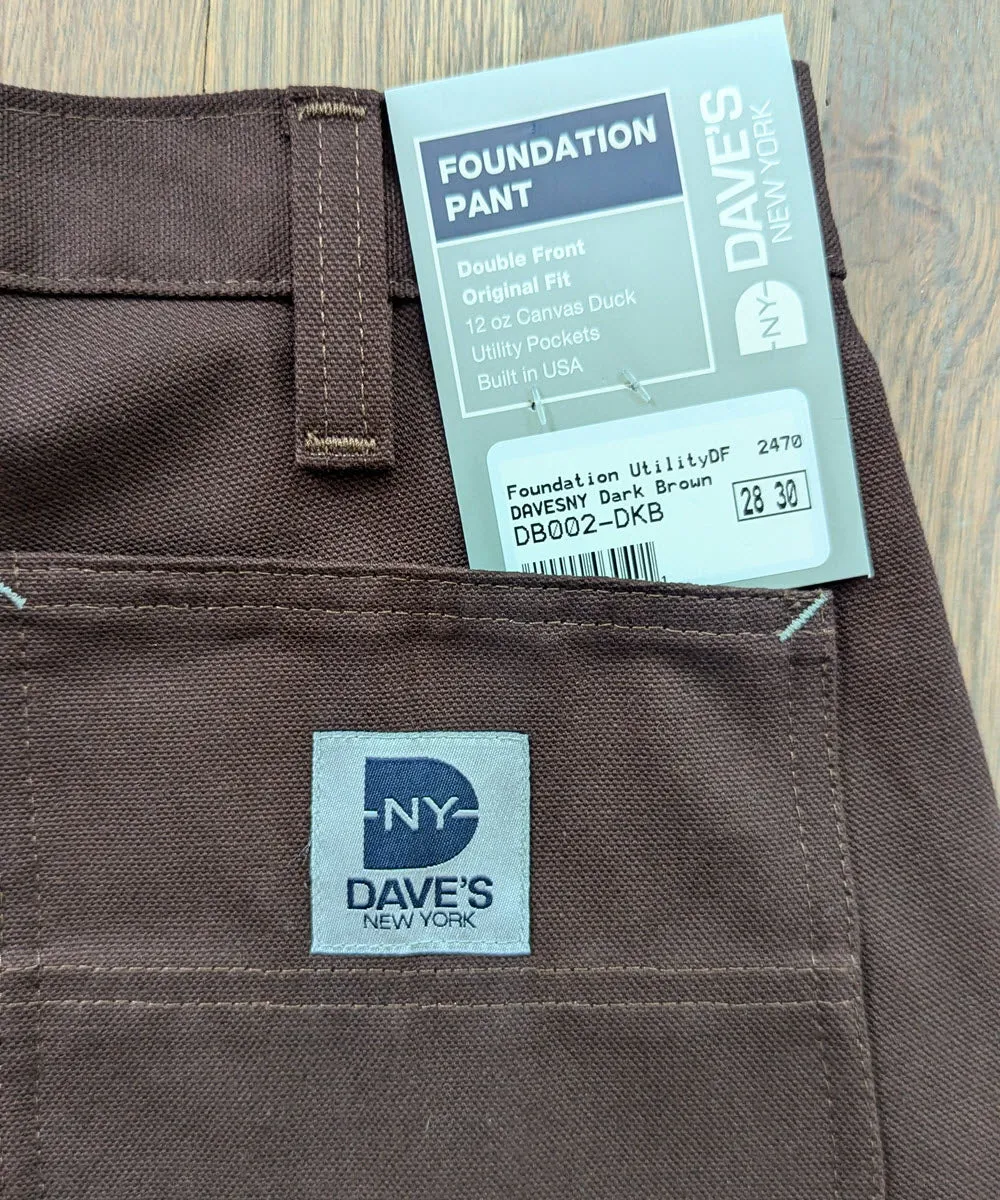 FOUNDATION
PANT
Double Front
Original Fit
12 oz Canvas Duck
Utility Pockets
Built in USA
DAVE'S
NEW YORK
NY
Foundation UtilityDF 2470
DAVESNY Dark Brown
DB002-DKB
28 30
NY
DAVE'S
NEW YORK